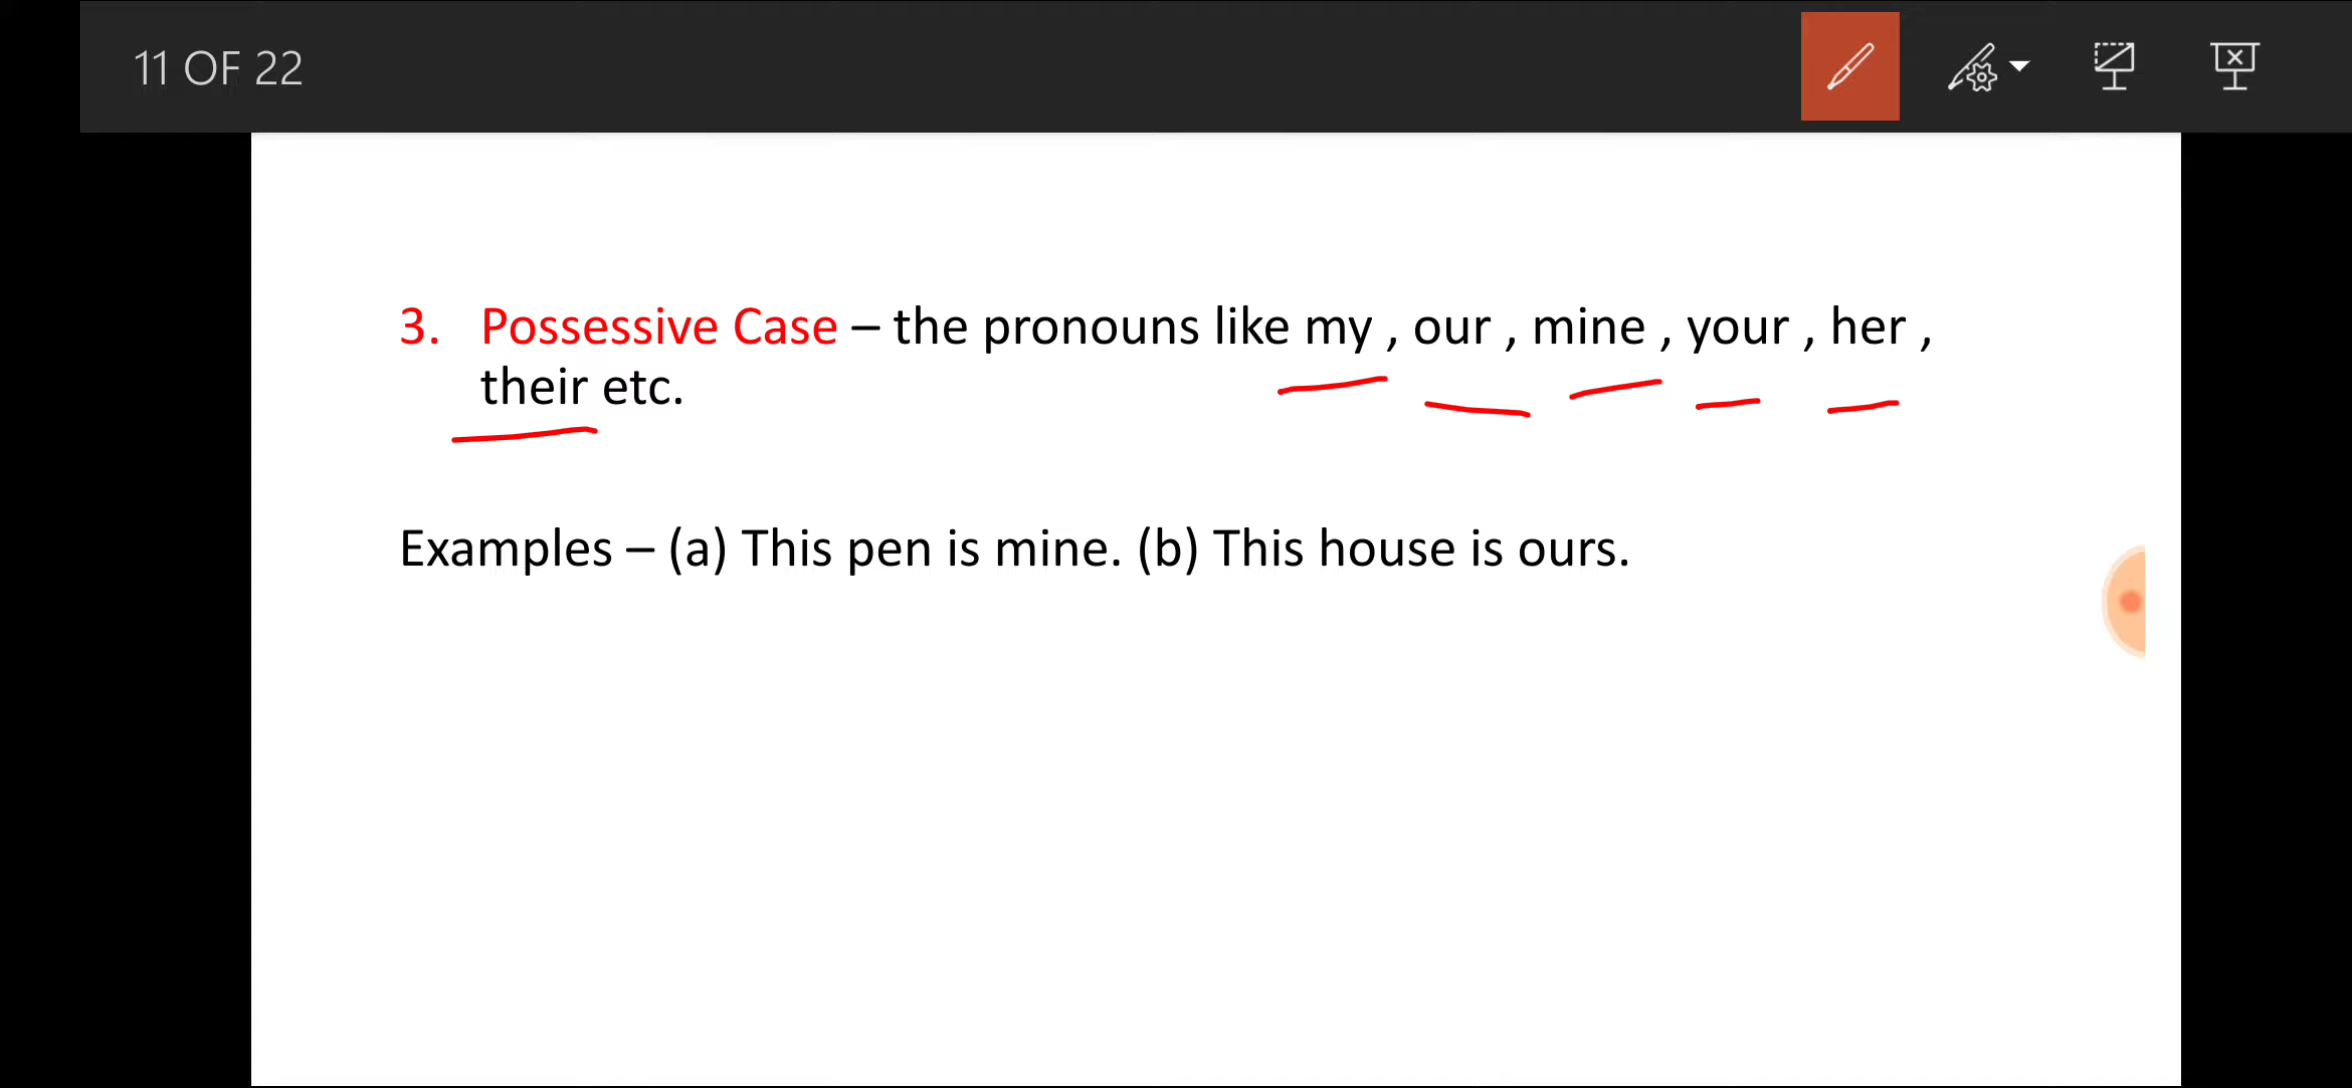 11 OF 22
3. Possessive Case – the pronouns like my , our , mine , your , her ,
their etc.
Examples – (a) This pen is mine. (b) This house is ours.